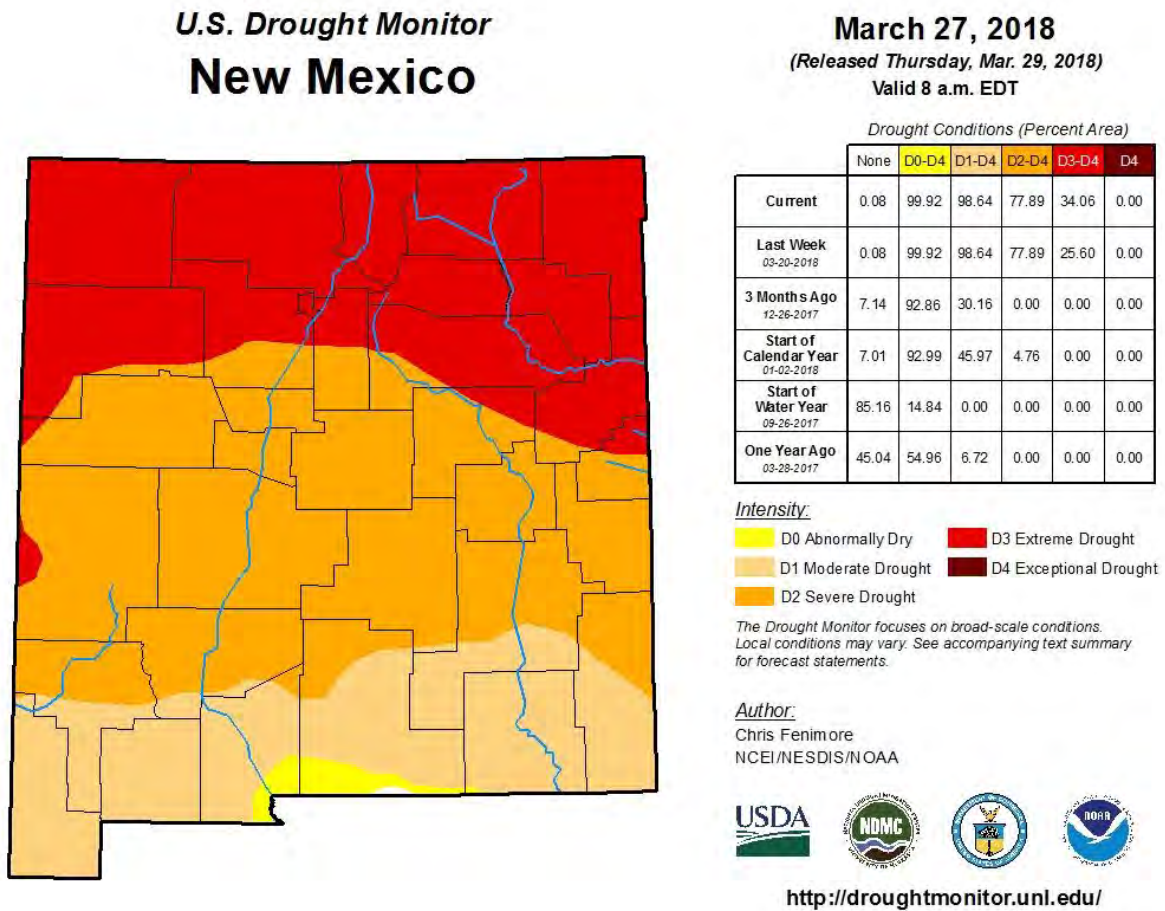 U.S. Drought Monitor
New Mexico
March 27, 2018
(Released Thursday, Mar. 29, 2018)
Valid 8 a.m. EDT
Drought Conditions (Percent Area)
None D0-D4 D1-D4 D2-D4 D3-D4 D4
Current 0.08 99.92 98.64 77.89 34.06 0.00
Last Week
03-20-2018
0.08 99.92 98.64 77.89 25.60 0.00
3 Months Ago
12-26-2017
7.14 92.86 30.16 0.00 0.00 0.00
Start of
Calendar Year
01-02-2018
7.01 92.99 45.97 4.76 0.00 0.00
Start of
Water Year
09-26-2017
85.16 14.84 0.00 0.00 0.00 0.00
One Year Ago
03-28-2017
45.04 54.96 6.72 0.00 0.00 0.00
Intensity:
D0 Abnormally Dry
D1 Moderate Drought
D2 Severe Drought
D3 Extreme Drought
D4 Exceptional Drought
The Drought Monitor focuses on broad-scale conditions.
Local conditions may vary. See accompanying text summary
for forecast statements.
Author:
Chris Fenimore
NCEI/NESDIS/NOAA
USDA
NDMC
NOAA
http://droughtmonitor.unl.edu/